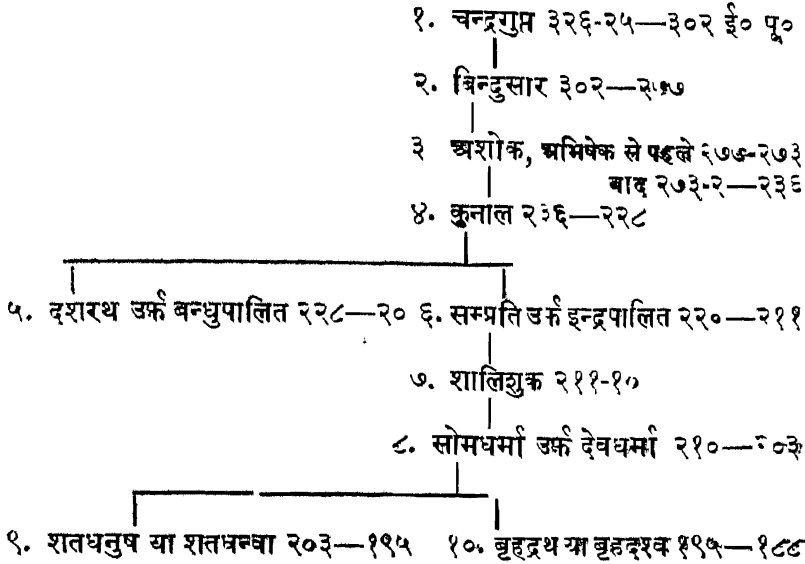 १. चन्द्रगुप्त ३२६-२५—३०२ ई० पू०
२. बिन्दुसार ३०२—२७७
३ अशोक, अभिषेक से पहले २७७-२७३
बाद २७३-२—२३६
४. कुनाल २३६—२२८
५. दशरथ उर्फ़ बन्धुपालित २२८—२० ६. सम्प्रति उर्फ़ इन्द्रपालित २२०—२११
७. शालिशुक २११-१०
८. सोमधर्मा उर्फ़ देवधर्मा २१०—२०३
९. शतधनुष या शतधन्वा २०३—१९५ १०. बृहद्रथ या बृहदश्व १९५—१८८